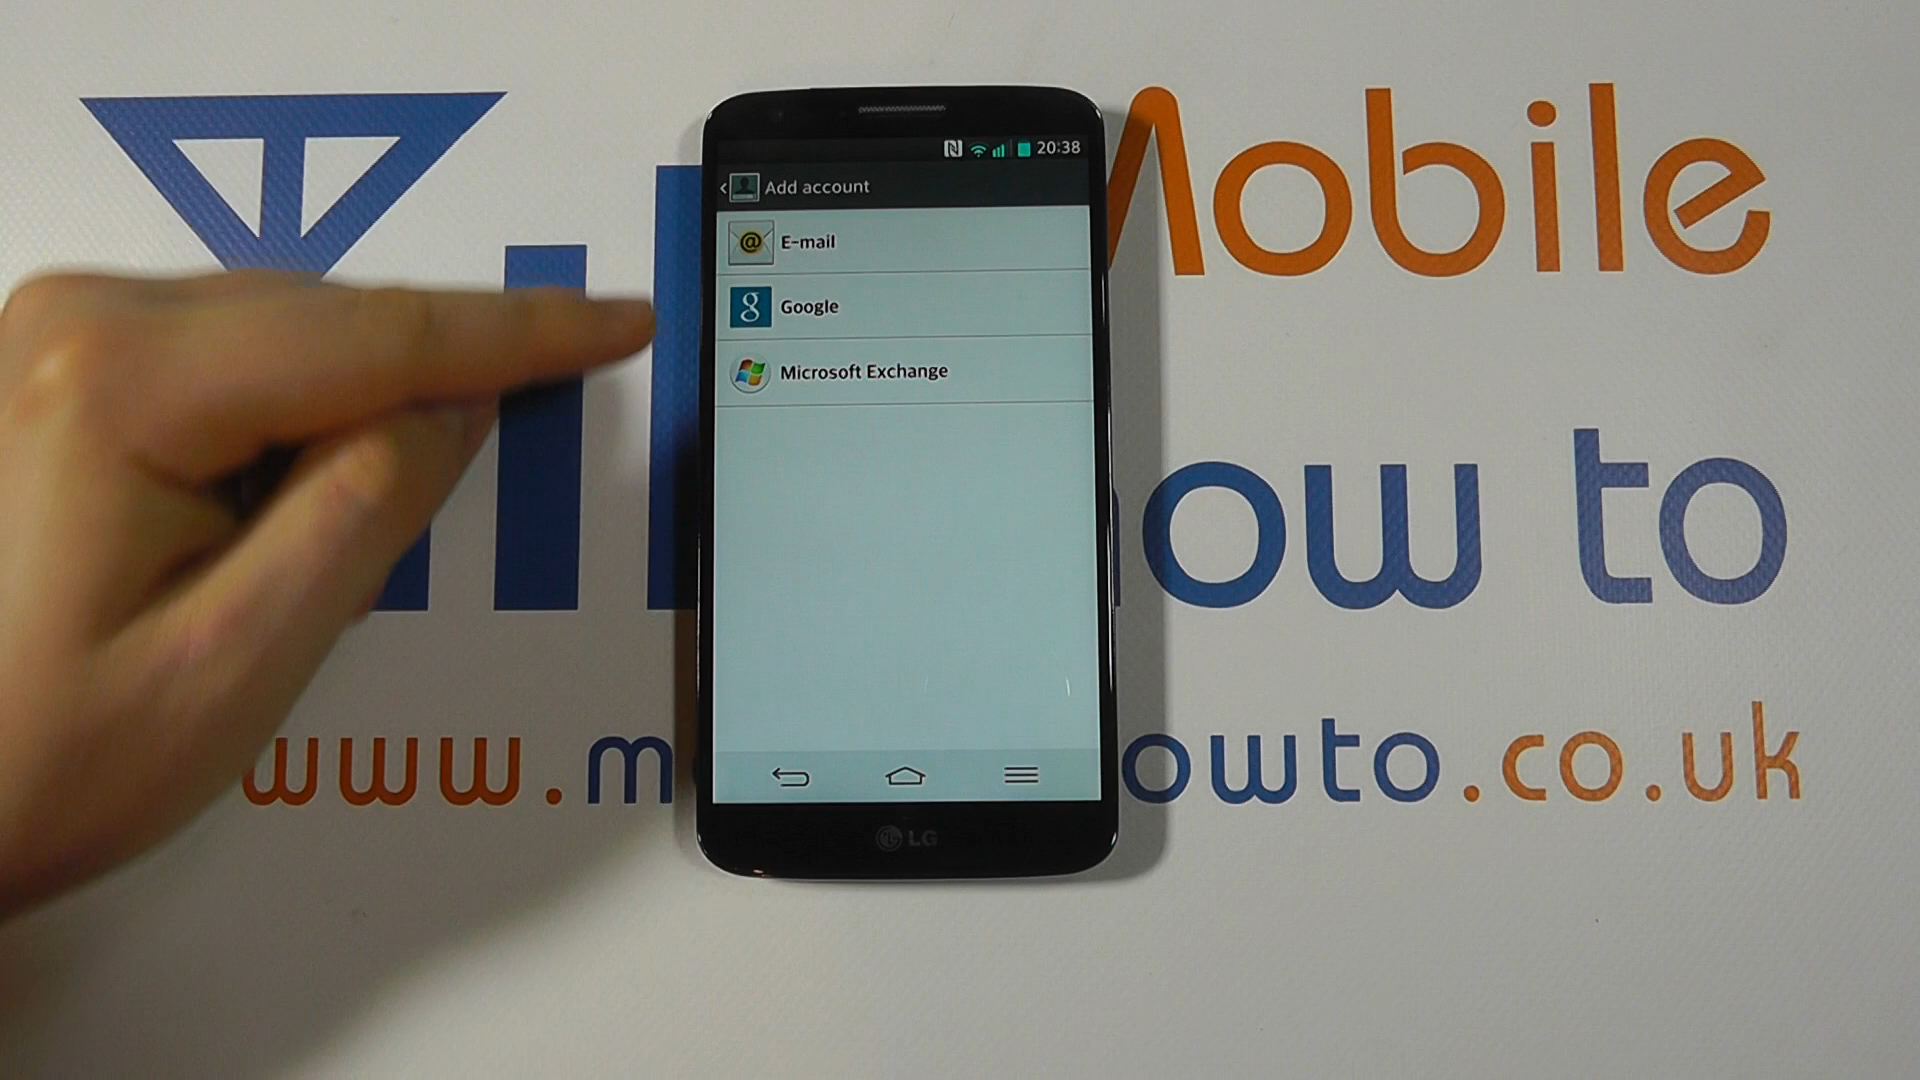 Mobile
20:38
Add account
@ E-mail
g Google
Microsoft Exchange
ow to
www.m owto.co.uk
LG